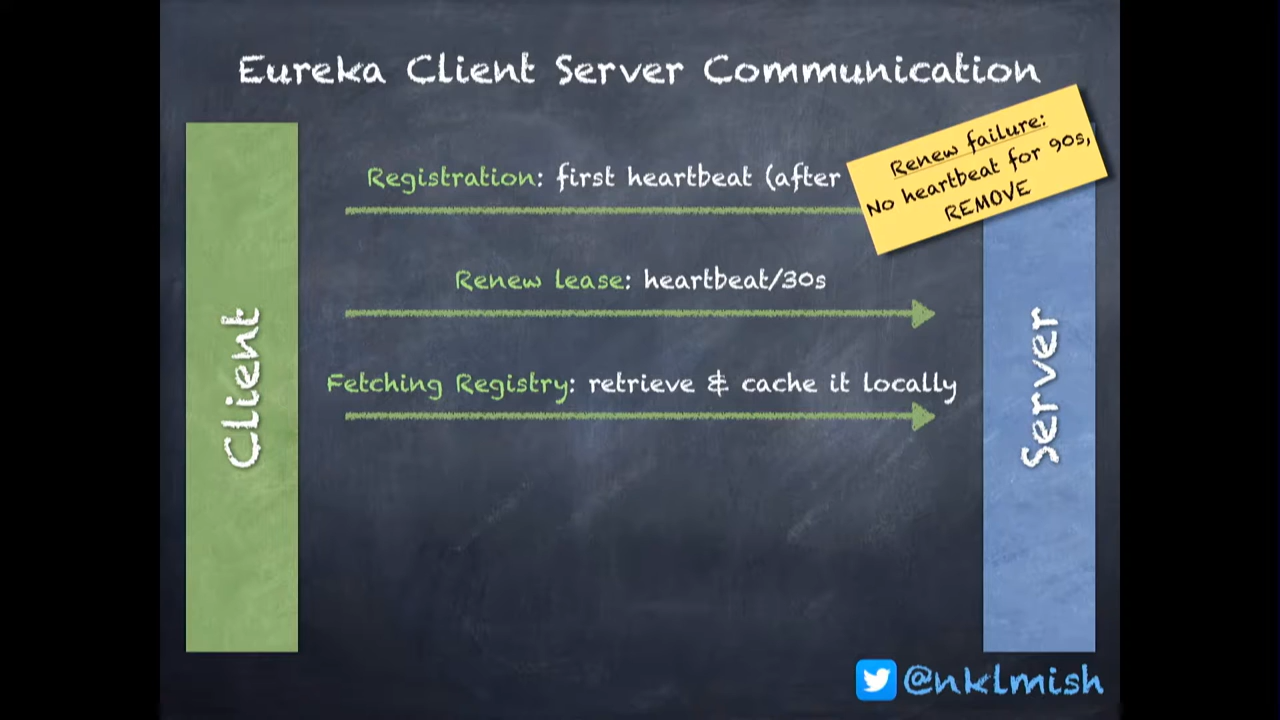 Eureka Client Server Communication
Registration: first heartbeat (after
Renew failure:
No heartbeat for 90s,
REMOVE
Renew lease: heartbeat/30s
Fetching Registry: retrieve & cache it locally
Client
Server
@nklmish